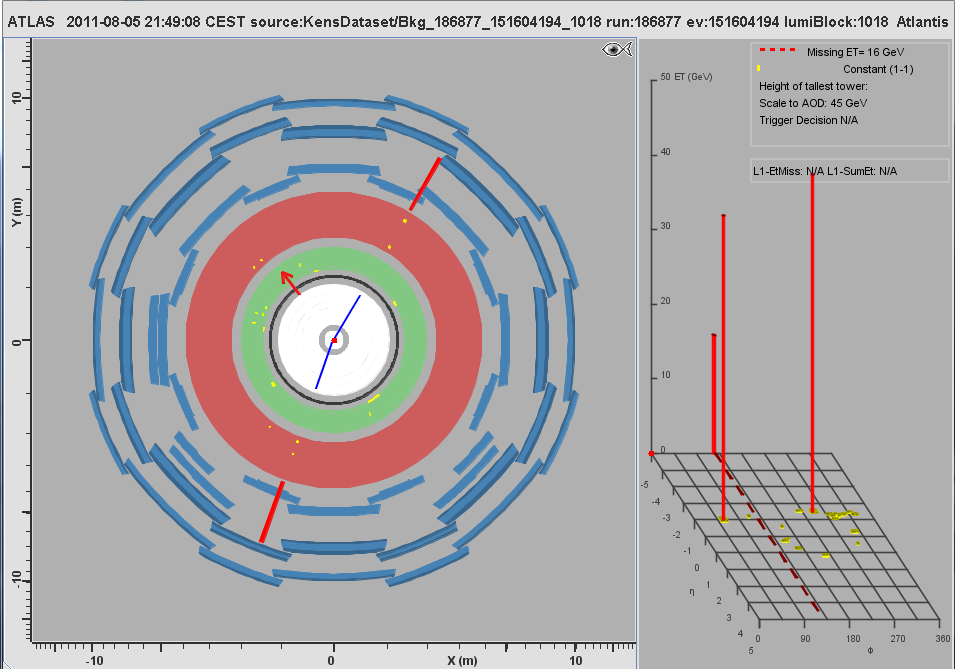 ATLAS 2011-08-05 21:49:08 CEST source:KensDataset/Bkg_186877_151604194_1018 run:186877 ev:151604194 lumiBlock:1018 Atlantis
10
Y (m)
0
-10
-10
0
X (m)
10
Missing ET= 16 GeV
Constant (1-1)
Height of tallest tower:
Scale to AOD: 45 GeV
Trigger Decision N/A
L1-EtMiss: N/A L1-SumEt: N/A
50 ET (GeV)
40
30
20
10
0
-5
-4
-3
-2
-1
0
η
1
2
3
4
5
0
90
180
270
360
Φ